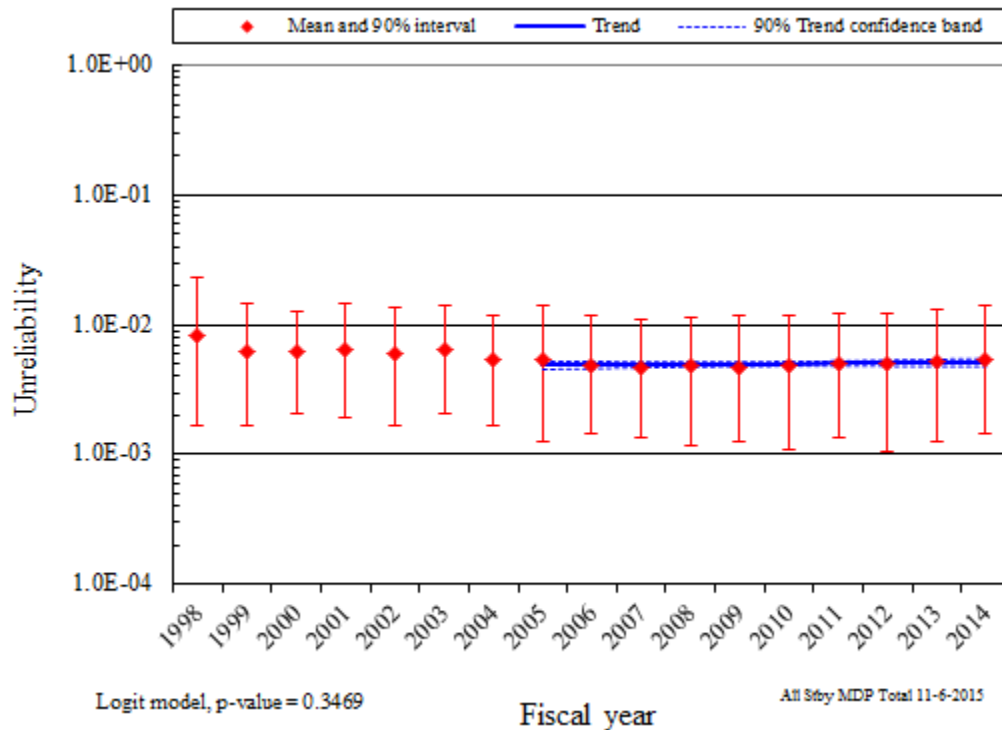 Mean and 90% interval Trend 90% Trend confidence band
1.0E+00
1.0E-01
1.0E-02
1.0E-03
1.0E-04
Unreliability
1998 1999 2000 2001 2002 2003 2004 2005 2006 2007 2008 2009 2010 2011 2012 2013 2014
Logit model, p-value = 0.3469
Fiscal year
All Stby MDP Total 11-6-2015